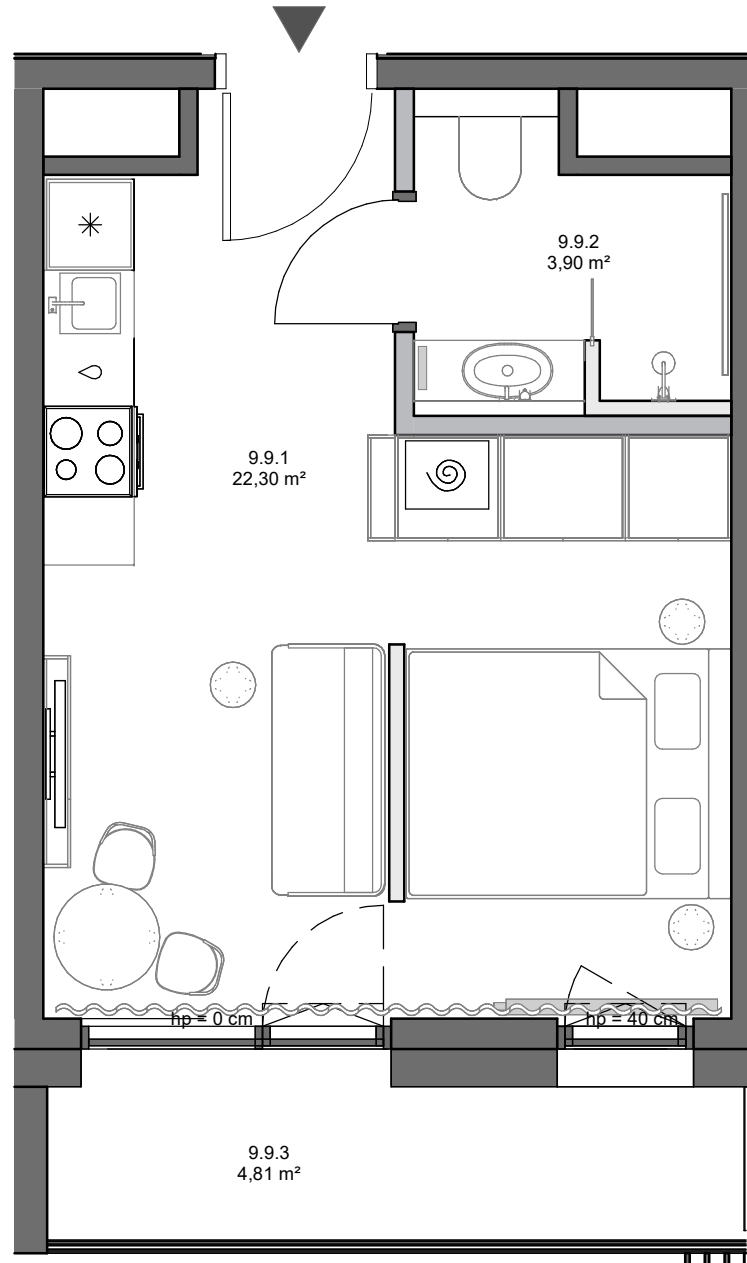 9.9.2
3,90 m²
9.9.1
22,30 m²
hp = 0 cm
hp = 40 cm
9.9.3
4,81 m²